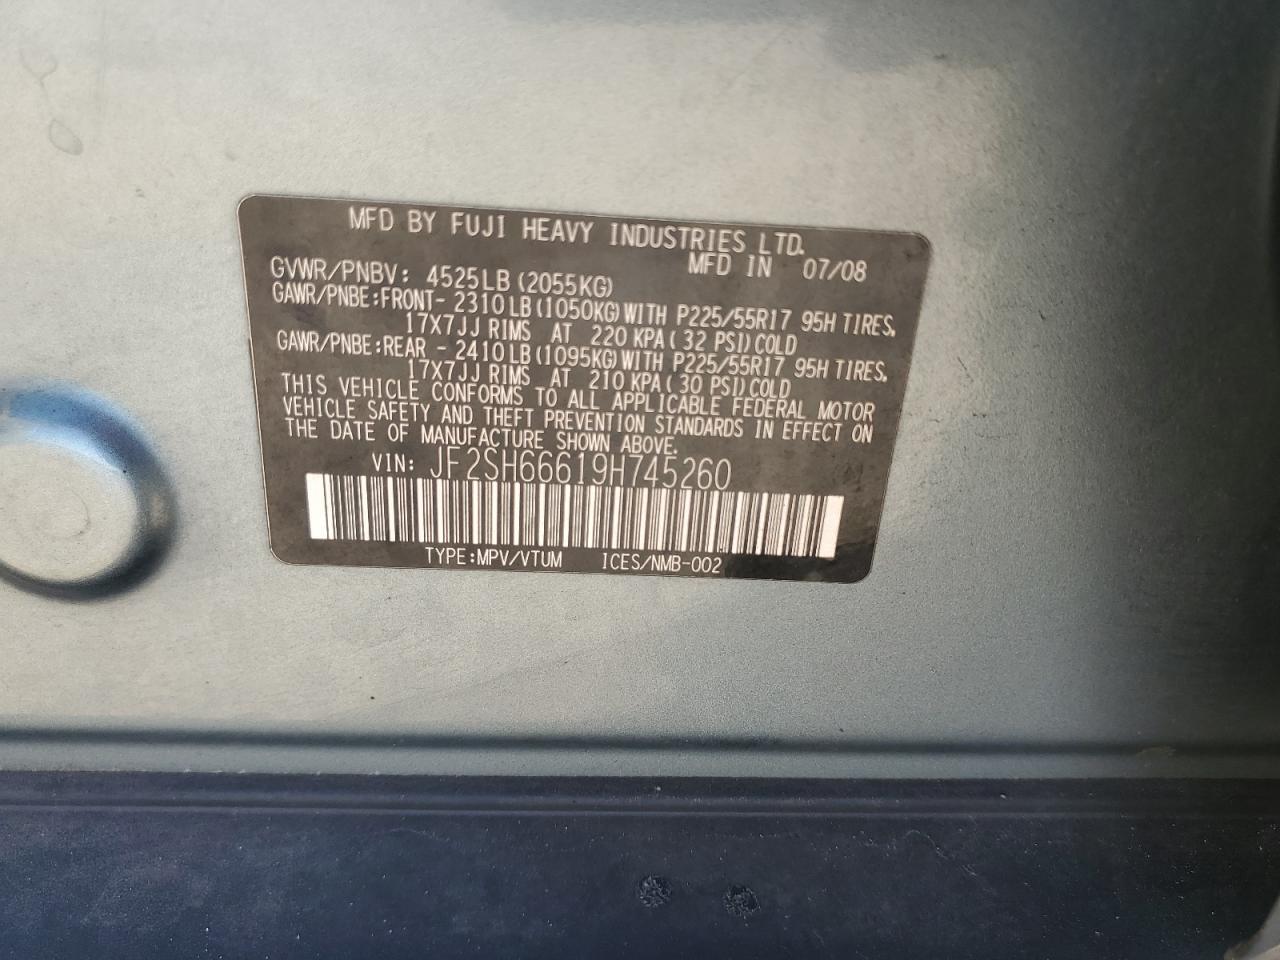 MFD BY FUJI HEAVY INDUSTRIES LTD.
MFD IN 07/08
GVWR/PNBV: 4525LB (2055KG)
GAWR/PNBE:FRONT- 2310LB (1050KG) WITH P225/55R17 95H TIRES,
17X7JJ RIMS AT 220 KPA ( 32 PSI) COLD
GAWR/PNBE:REAR - 2410LB (1095KG) WITH P225/55R17 95H TIRES,
17X7JJ RIMS AT 210 KPA ( 30 PSI) COLD
THIS VEHICLE CONFORMS TO ALL APPLICABLE FEDERAL MOTOR
VEHICLE SAFETY AND THEFT PREVENTION STANDARDS IN EFFECT ON
THE DATE OF MANUFACTURE SHOWN ABOVE.
VIN: JF2SH66619H745260
TYPE:MPV/VTUM ICES/NMB-002